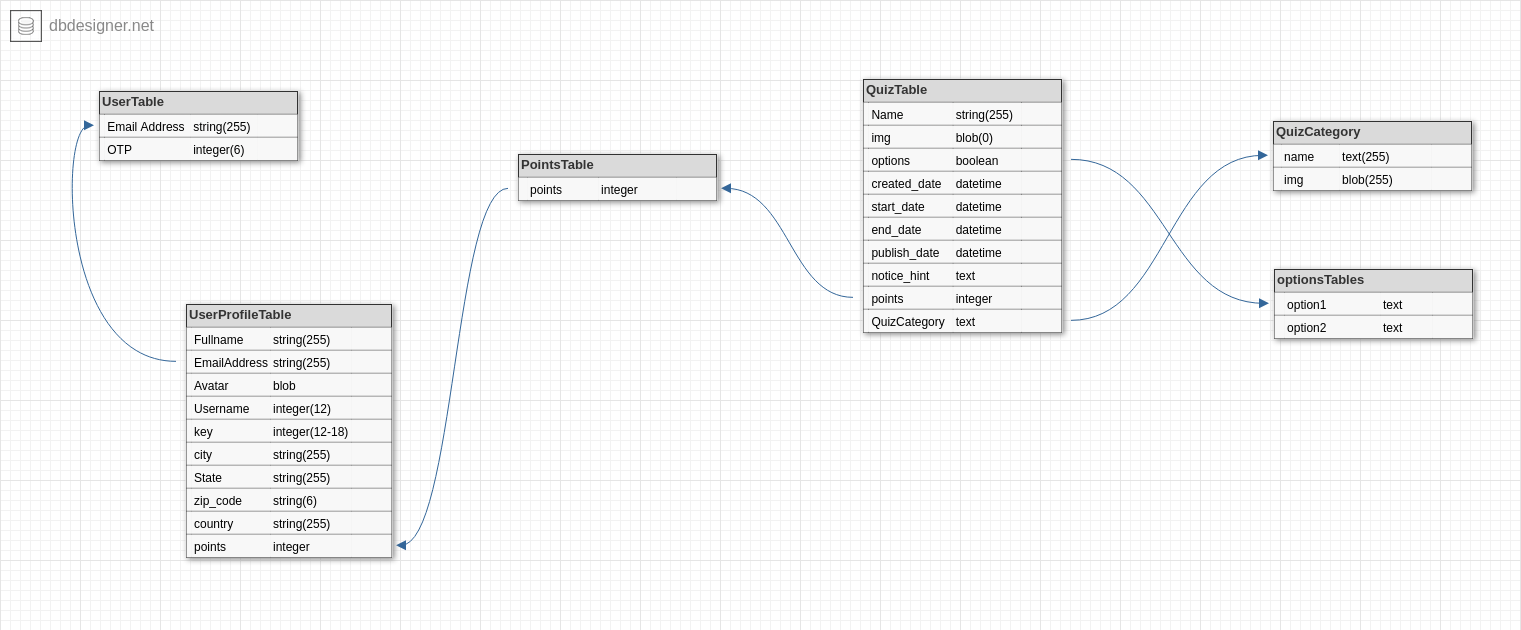 dbdesigner.net
UserTable
Email Address string(255)
OTP integer(6)
UserProfileTable
Fullname string(255)
EmailAddress string(255)
Avatar blob
Username integer(12)
key integer(12-18)
city string(255)
State string(255)
zip_code string(6)
country string(255)
points integer
PointsTable
points integer
QuizTable
Name string(255)
img blob(0)
options boolean
created_date datetime
start_date datetime
end_date datetime
publish_date datetime
notice_hint text
points integer
QuizCategory text
QuizCategory
name text(255)
img blob(255)
optionsTables
option1 text
option2 text